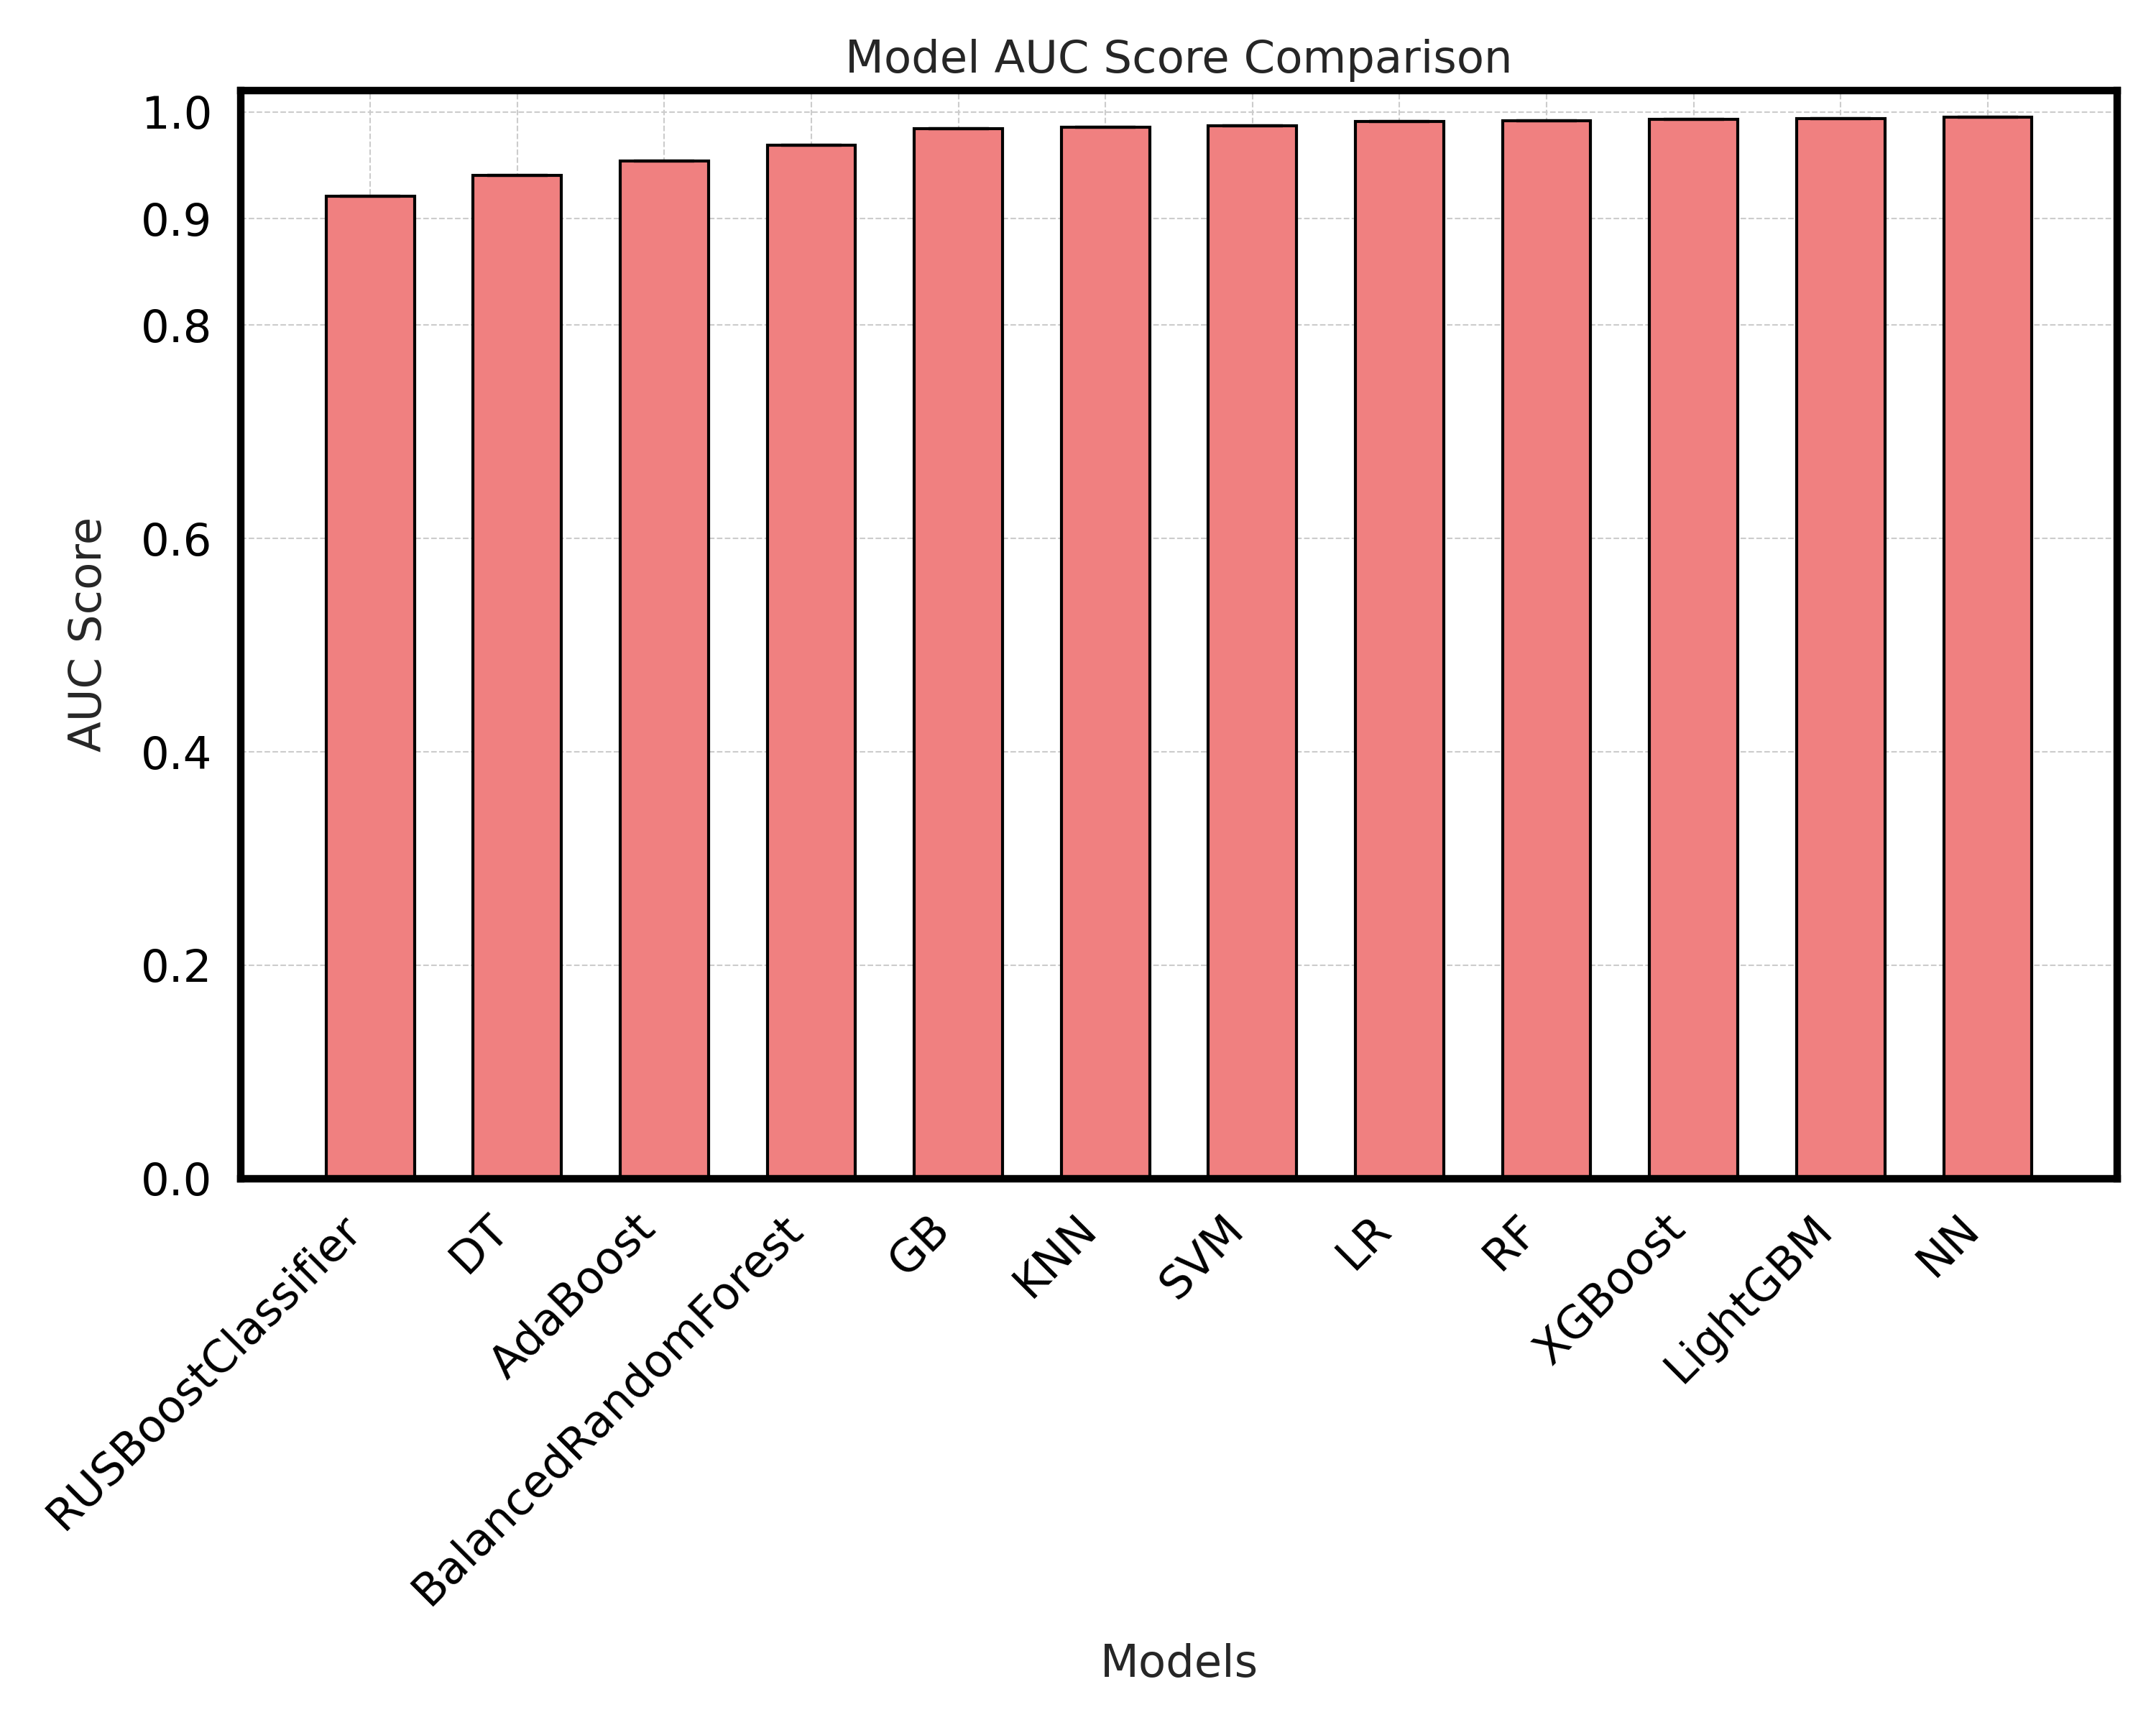 Model AUC Score Comparison
1.0
0.9
0.8
0.6
0.4
0.2
0.0
AUC Score
RUSBoostClassifier
DT
AdaBoost
BalancedRandomForest
GB
KNN
SVM
LR
RF
XGBoost
LightGBM
NN
Models